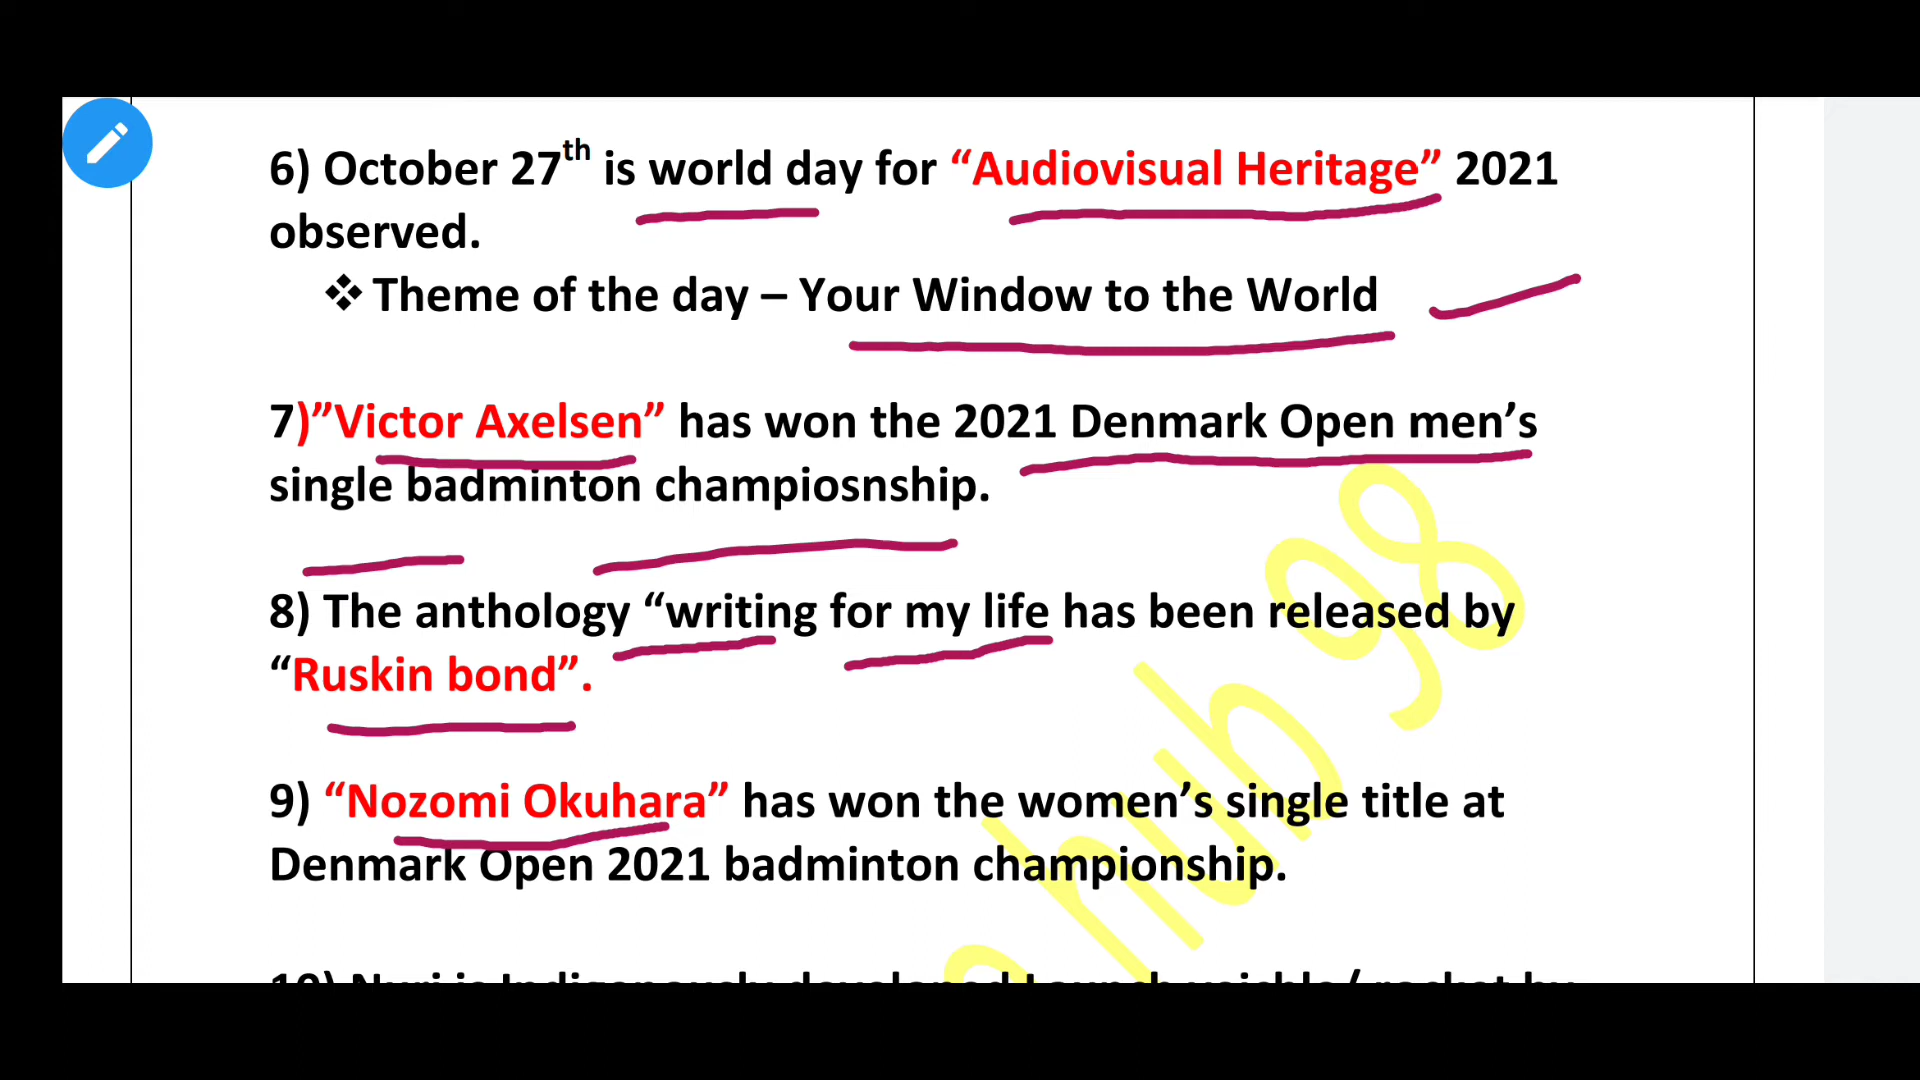 6) October 27th is world day for “Audiovisual Heritage” 2021
observed.
❖ Theme of the day – Your Window to the World
7)”Victor Axelsen” has won the 2021 Denmark Open men’s
single badminton champiosnship.
8) The anthology “writing for my life has been released by
“Ruskin bond”.
9) “Nozomi Okuhara” has won the women’s single title at
Denmark Open 2021 badminton championship.
hub 98